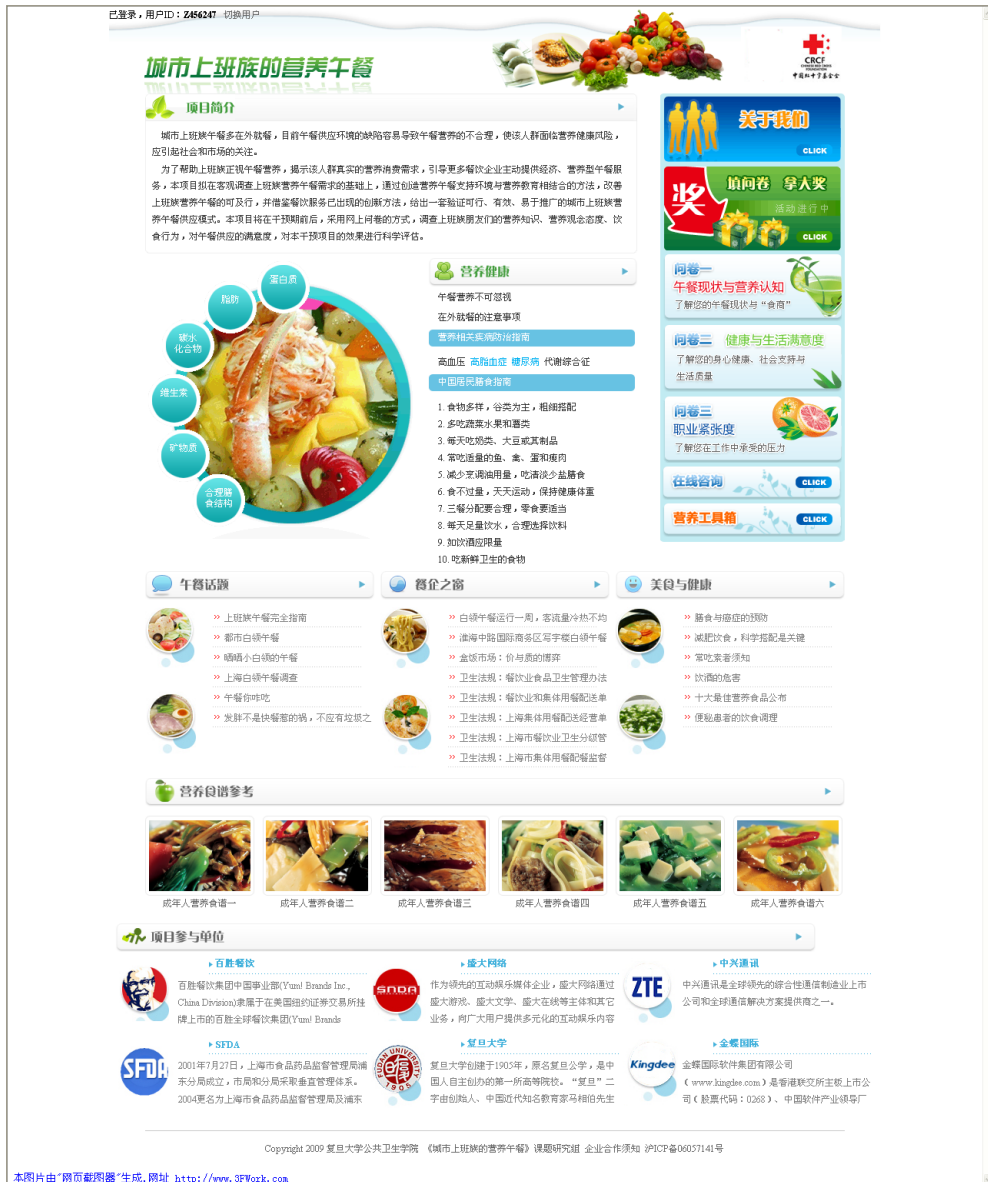 已登录，用户ID：Z456247 切换用户
城市上班族的营养午餐
CRCF
CHINESE RED CROSS
FOUNDATION
中国红十字基金会
项目简介
城市上班族午餐多在外就餐，目前午餐供应环境的缺陷容易导致午餐营养的不合理，使该人群面临营养健康风险，
应引起社会和市场的关注。
为了帮助上班族正视午餐营养，揭示该人群真实的营养消费需求，引导更多餐饮企业主动提供经济、营养型午餐服
务，本项目拟在客观调查上班族营养午餐需求的基础上，通过创造营养午餐支持环境与营养教育相结合的方法，改善
上班族营养午餐的可及行，并借鉴餐饮服务已出现的创新方法，给出一套验证可行、有效、易于推广的城市上班族营
养午餐供应模式。本项目将在干预期前后，采用网上问卷的方式，调查上班族朋友们的营养知识、营养观念态度、饮
食行为，对午餐供应的满意度，对本干预项目的效果进行科学评估。
关于我们
CLICK
奖
填问卷 拿大奖
活动进行中
CLICK
问卷一
午餐现状与营养认知
了解您的午餐现状与“食商”
问卷二 健康与生活满意度
了解您的身心健康、社会支持与
生活质量
问卷三
职业紧张度
了解您在工作中承受的压力
在线咨询 CLICK
营养工具箱 CLICK
蛋白质
脂肪
碳水
化合物
维生素
矿物质
合理膳
食结构
营养健康
午餐营养不可忽视
在外就餐的注意事项
营养相关疾病防治指南
高血压 高脂血症 糖尿病 代谢综合征
中国居民膳食指南
1. 食物多样，谷类为主，粗细搭配
2. 多吃蔬菜水果和薯类
3. 每天吃奶类、大豆或其制品
4. 常吃适量的鱼、禽、蛋和瘦肉
5. 减少烹调油用量，吃清淡少盐膳食
6. 食不过量，天天运动，保持健康体重
7. 三餐分配要合理，零食要适当
8. 每天足量饮水，合理选择饮料
9. 如饮酒应限量
10. 吃新鲜卫生的食物
午餐话题
上班族午餐完全指南
都市白领午餐
晒晒小白领的午餐
上海白领午餐调查
午餐你咋吃
发胖不是快餐惹的祸，不应有垃圾之
餐企之窗
白领午餐运行一周，客流量冷热不均
淮海中路国际商务区写字楼白领午餐
盒饭市场：价与质的博弈
卫生法规：餐饮业食品卫生管理办法
卫生法规：餐饮业和集体用餐配送单
卫生法规：上海集体用餐配送经营单
卫生法规：上海市餐饮业卫生分级管
卫生法规：上海市集体用餐配餐监督
美食与健康
膳食与癌症的预防
减肥饮食，科学搭配是关键
常吃素者须知
饮酒的危害
十大最佳营养食品公布
便秘患者的饮食调理
营养食谱参考
成年人营养食谱一
成年人营养食谱二
成年人营养食谱三
成年人营养食谱四
成年人营养食谱五
成年人营养食谱六
项目参与单位
百胜餐饮
百胜餐饮集团中国事业部(Yum! Brands Inc.,
China Division)隶属于在美国纽约证券交易所挂
牌上市的百胜全球餐饮集团(Yum! Brands
SNDA
盛大网络
作为领先的互动娱乐媒体企业，盛大网络通过
盛大游戏、盛大文学、盛大在线等主体和其它
业务，向广大用户提供多元化的互动娱乐内容
ZTE
中兴通讯
中兴通讯是全球领先的综合性通信制造业上市
公司和全球通信解决方案提供商之一。
SFDA
SFDA
2001年7月27日，上海市食品药品监督管理局浦
东分局成立，市局和分局采取垂直管理体系。
2004更名为上海市食品药品监督管理局及浦东
FUDAN UNIVERSITY
复旦大学
复旦大学创建于1905年，原名复旦公学，是中
国人自主创办的第一所高等院校。“复旦”二
字由创始人、中国近代知名教育家马相伯先生
Kingdee
金蝶国际
金蝶国际软件集团有限公司
（www.kingdee.com）是香港联交所主板上市公
司（股票代码：0268）、中国软件产业领导厂
Copyright 2009 复旦大学公共卫生学院 《城市上班族的营养午餐》课题研究组 企业合作须知 沪ICP备06057141号
本图片由"网页截图器"生成,网址 http://www.3FWork.com